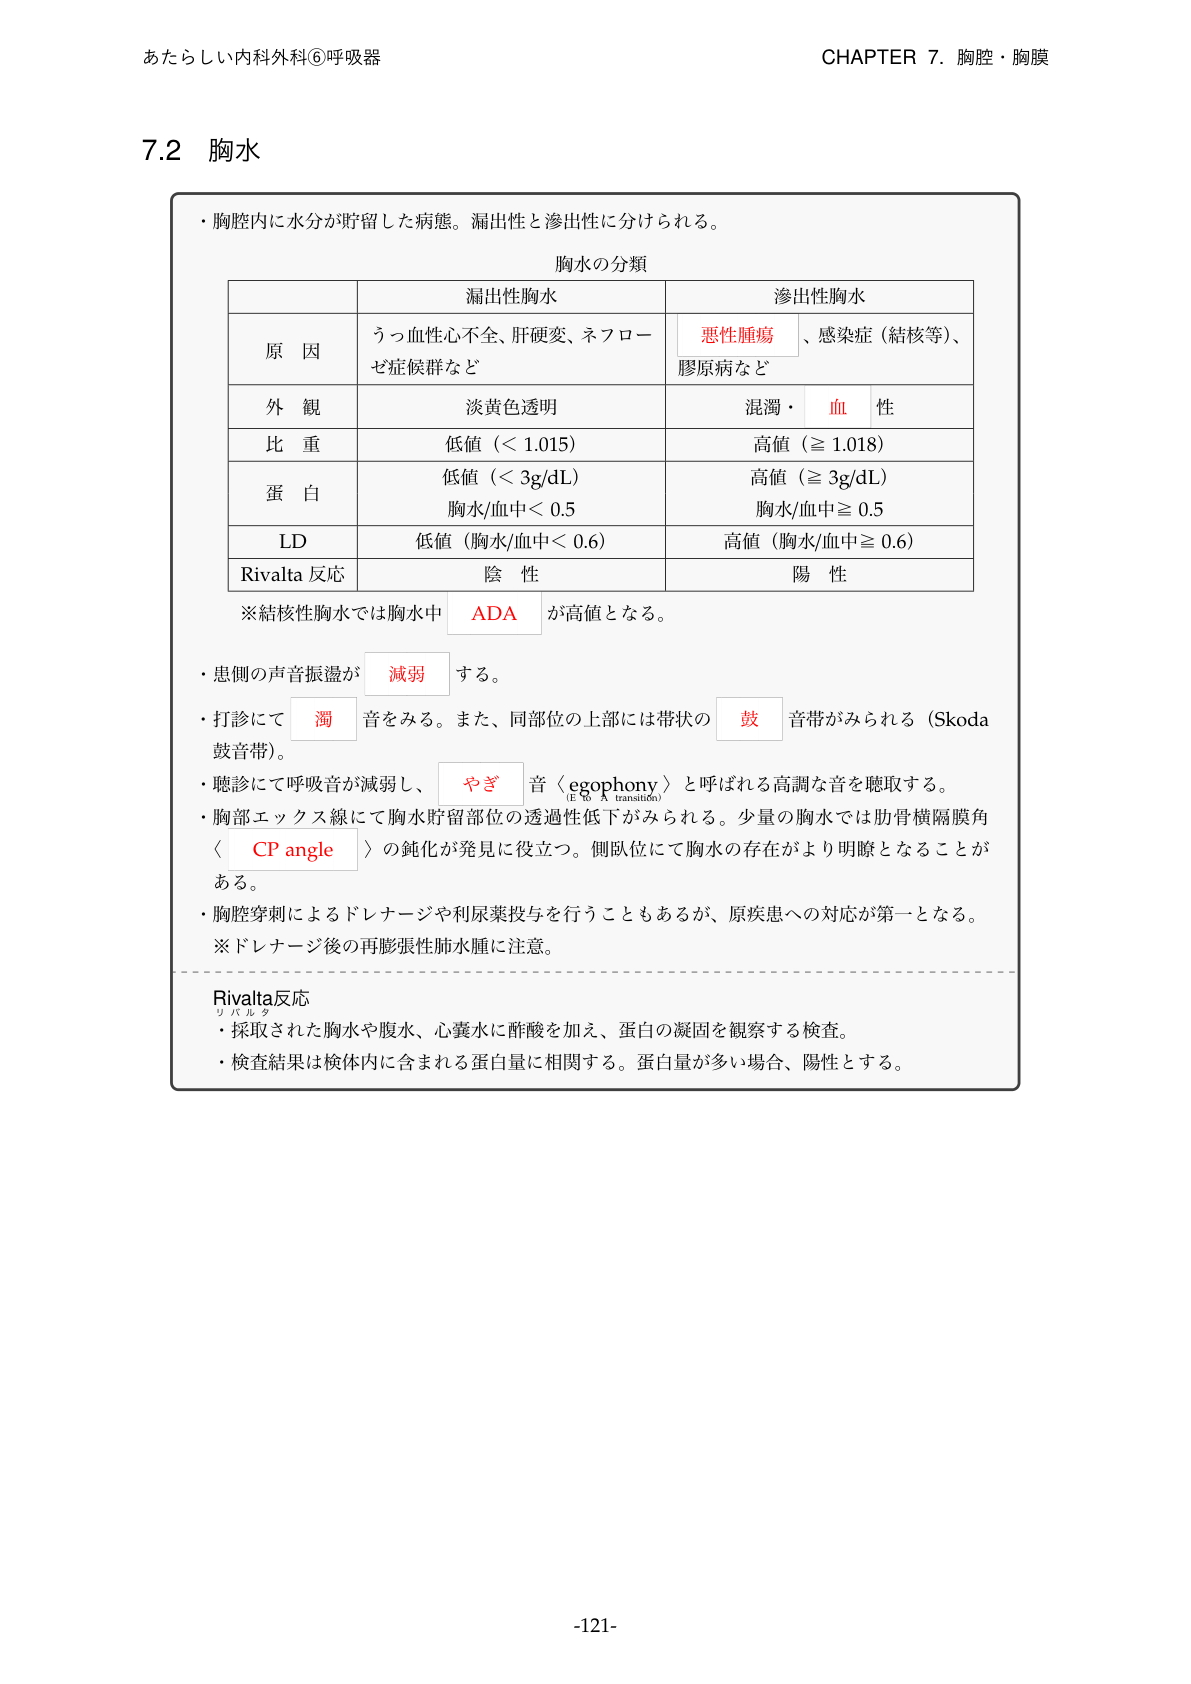 あたらしい内科外科⑥呼吸器 CHAPTER 7. 胸腔・胸膜
7.2 胸水
・胸腔内に水分が貯留した病態。漏出性と滲出性に分けられる。
胸水の分類
漏出性胸水 滲出性胸水
原 因 うっ血性心不全、肝硬変、ネフローゼ症候群など 悪性腫瘍 、感染症（結核等）、膠原病など
外 観 淡黄色透明 混濁・ 血 性
比 重 低値（< 1.015） 高値（≧ 1.018）
蛋 白 低値（< 3g/dL） 高値（≧ 3g/dL）
胸水/血中< 0.5 胸水/血中≧ 0.5
LD 低値（胸水/血中< 0.6） 高値（胸水/血中≧ 0.6）
Rivalta 反応 陰 性 陽 性
※結核性胸水では胸水中 ADA が高値となる。
・患側の声音振盪が 減弱 する。
・打診にて 濁 音をみる。また、同部位の上部には帯状の 鼓 音帯がみられる（Skoda
鼓音帯）。
・聴診にて呼吸音が減弱し、 やぎ 音〈egophony〉と呼ばれる高調な音を聴取する。
(E to A transition)
・胸部エックス線にて胸水貯留部位の透過性低下がみられる。少量の胸水では肋骨横隔膜角
〈 CP angle 〉の鈍化が発見に役立つ。側臥位にて胸水の存在がより明瞭となることが
ある。
・胸腔穿刺によるドレナージや利尿薬投与を行うこともあるが、原疾患への対応が第一となる。
※ドレナージ後の再膨張性肺水腫に注意。
Rivalta反応
リバルタ
・採取された胸水や腹水、心嚢水に酢酸を加え、蛋白の凝固を観察する検査。
・検査結果は検体内に含まれる蛋白量に相関する。蛋白量が多い場合、陽性とする。
-121-